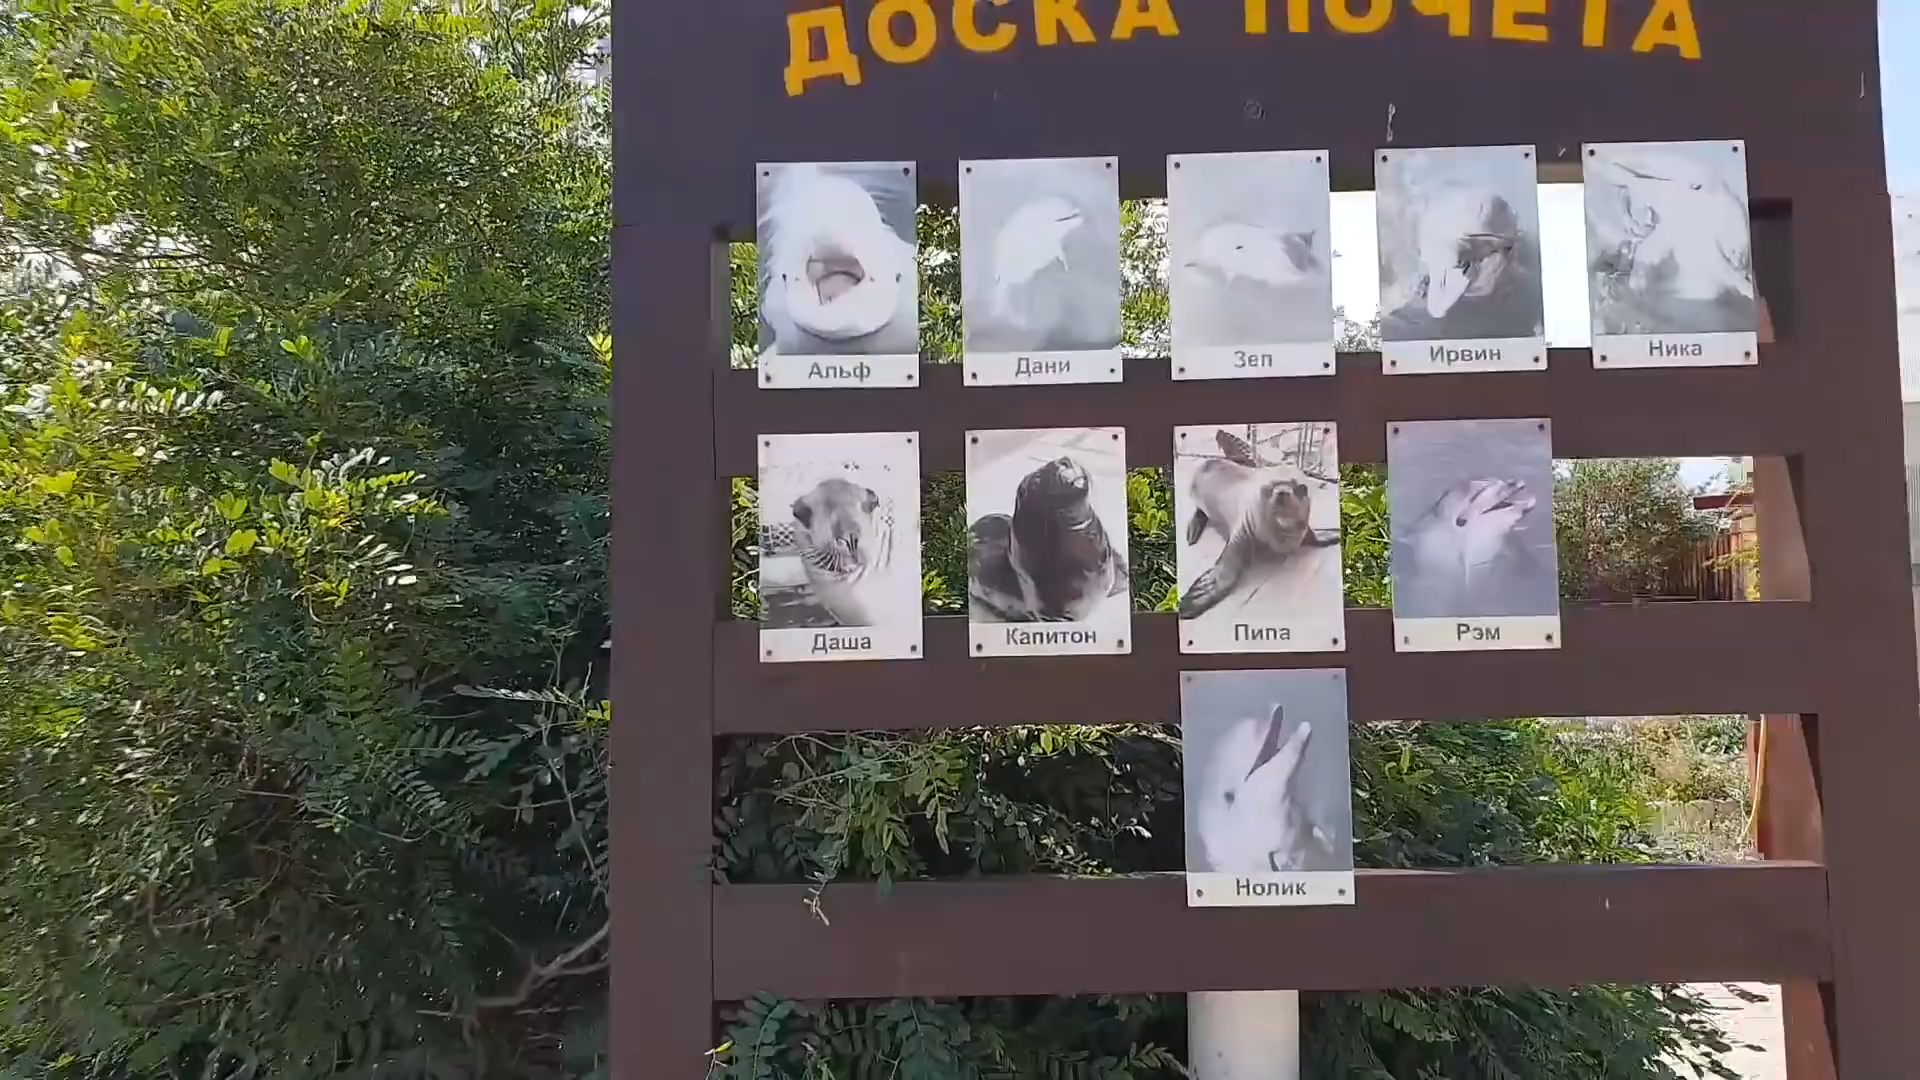 ДОСКА ПОЧЕТА
Альф
Дани
Зеп
Ирвин
Ника
Даша
Капитон
Пипа
Рэм
Нолик